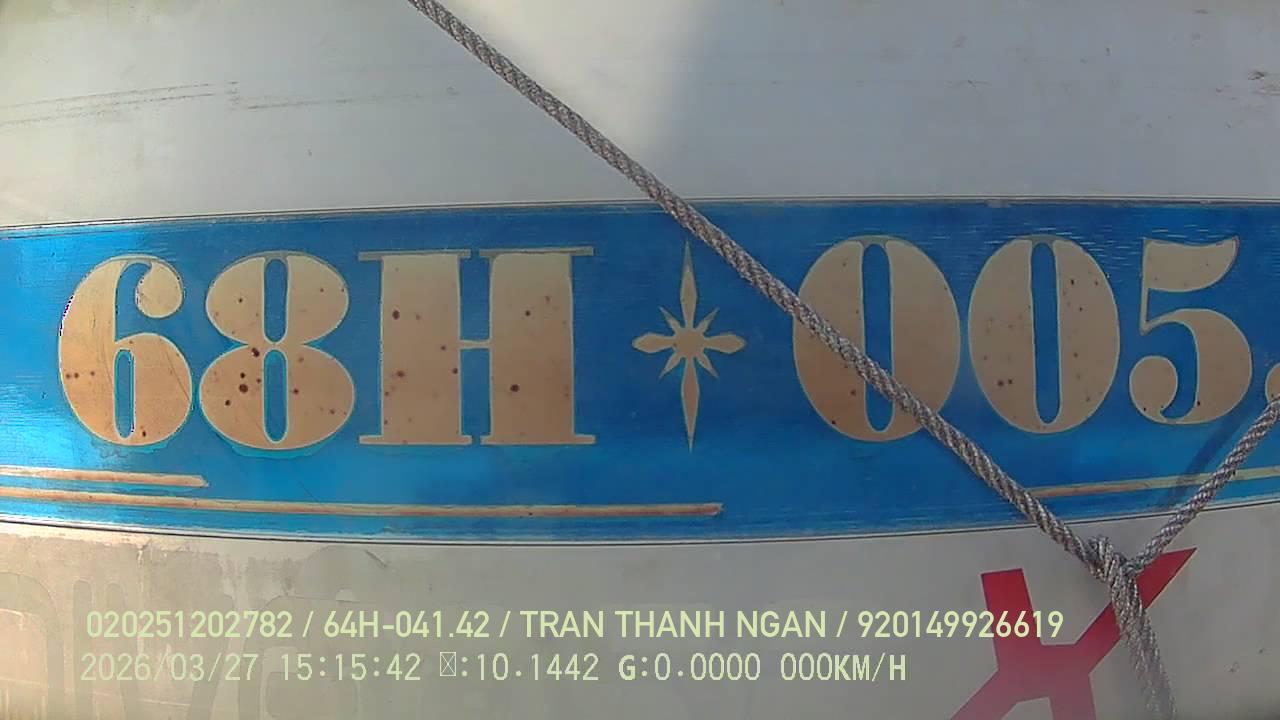 68H 005.
020251202782 / 64H-041.42 / TRAN THANH NGAN / 920149926619
2026/03/27 15:15:42 :10.1442 G:0.0000 000KM/H